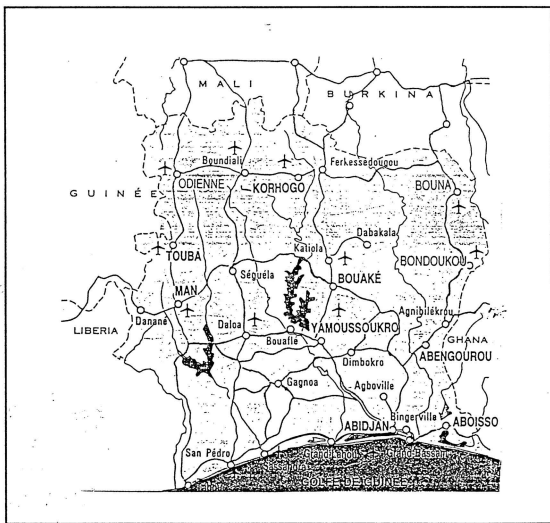 MALI
BURKINA
Boundiali
Ferkessédougou
ODIENNE
KORHOGO
BOUNA
GUINÉE
Dabakala
TOUBA
Katiola
BONDOUKOU
Séguéla
BOUAKÉ
MAN
Agnibilékrou
Danané
LIBERIA
Daloa
YAMOUSSOUKRO
GHANA
Bouaflé
ABENGOUROU
Dimbokro
Gagnoa
Agboville
Bingerville
ABOISSO
ABIDJAN
San Pédro
Grand-Lahou
Grand-Bassam
GOLFE DE GUINÉE